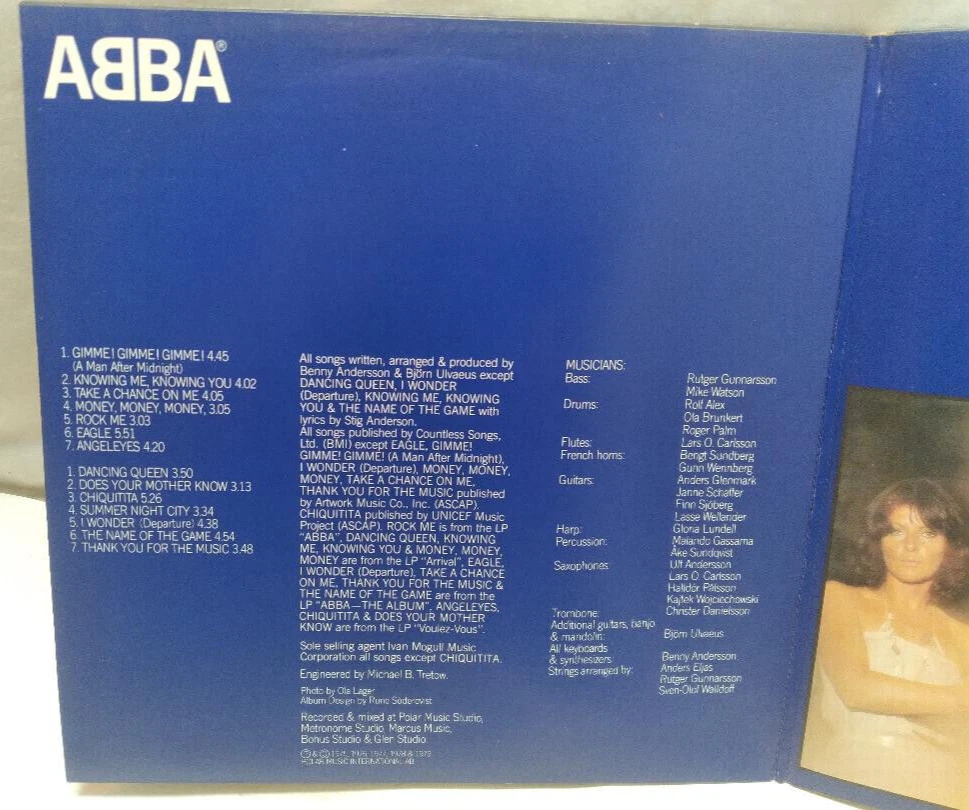 ABBA®
1. GIMME! GIMME! GIMME! 4.45
(A Man After Midnight)
2. KNOWING ME, KNOWING YOU 4.02
3. TAKE A CHANCE ON ME 4.05
4. MONEY, MONEY, MONEY, 3.05
5. ROCK ME 3.03
6. EAGLE 5.51
7. ANGELEYES 4.20
1. DANCING QUEEN 3.50
2. DOES YOUR MOTHER KNOW 3.13
3. CHIQUITITA 5.26
4. SUMMER NIGHT CITY 3.34
5. I WONDER (Departure) 4.38
6. THE NAME OF THE GAME 4.54
7. THANK YOU FOR THE MUSIC 3.48
All songs written, arranged & produced by
Benny Andersson & Björn Ulvaeus except
DANCING QUEEN, I WONDER
(Departure), KNOWING ME, KNOWING
YOU & THE NAME OF THE GAME with
lyrics by Stig Anderson.
All songs published by Countless Songs,
Ltd. (BMI) except EAGLE, GIMME!
GIMME! GIMME! (A Man After Midnight),
I WONDER (Departure), MONEY, MONEY,
MONEY, TAKE A CHANCE ON ME,
THANK YOU FOR THE MUSIC published
by Artwork Music Co., Inc. (ASCAP).
CHIQUITITA published by UNICEF Music
Project (ASCAP). ROCK ME is from the LP
"ABBA", DANCING QUEEN, KNOWING
ME, KNOWING YOU & MONEY, MONEY,
MONEY are from the LP "Arrival", EAGLE,
I WONDER (Departure), TAKE A CHANCE
ON ME, THANK YOU FOR THE MUSIC &
THE NAME OF THE GAME are from the
LP "ABBA—THE ALBUM", ANGELEYES,
CHIQUITITA & DOES YOUR MOTHER
KNOW are from the LP "Voulez-Vous".
Sole selling agent Ivan Mogull Music
Corporation all songs except CHIQUITITA.
Engineered by Michael B. Tretow.
Photo by Ola Lager
Album Design by Rune Söderqvist
Recorded & mixed at Polar Music Studio,
Metronome Studio, Marcus Music,
Bonus Studio & Glen Studio
POLAR MUSIC INTERNATIONAL AB
MUSICIANS:
Bass: Rutger Gunnarsson
Mike Watson
Drums: Rolf Alex
Ola Brunkert
Roger Palm
Flutes: Lars O. Carlsson
French horns: Bengt Sundberg
Gunn Wennberg
Guitars: Anders Glenmark
Janne Schaffer
Finn Sjöberg
Lasse Wellander
Harp: Gloria Lundell
Percussion: Malando Gassama
Åke Sundqvist
Saxophones: Ulf Andersson
Lars O. Carlsson
Halldór Pálsson
Kajtek Wojciechowski
Trombone: Christer Danielsson
Additional guitars, banjo
& mandolin: Björn Ulvaeus
All keyboards
& synthesizers: Benny Andersson
Strings arranged by: Anders Eljas
Rutger Gunnarsson
Sven-Olof Walldoff